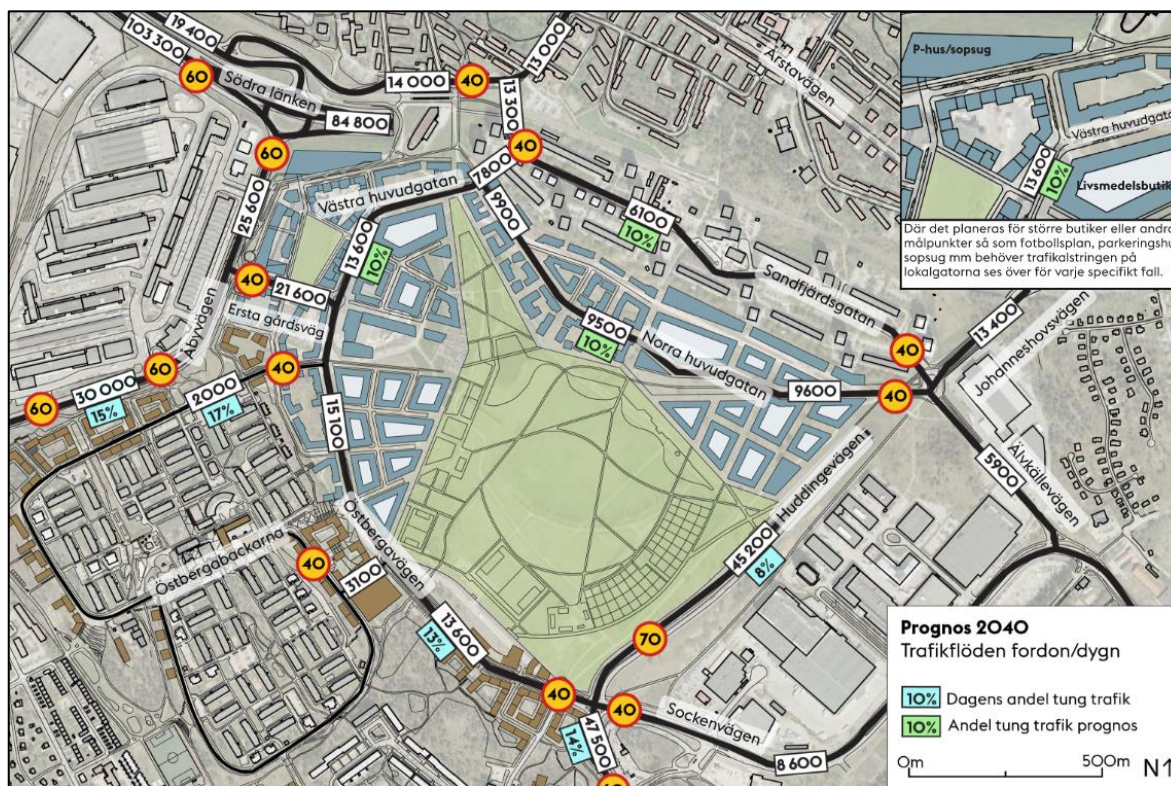 19 400
103 300
60
Södra länken
84 800
14 000
40
13 000
13 300
40
Årstavägen
60
25 600
Västra huvudgatan
7800
9900
6100
10%
Sandfjärdsgatan
13 600
10%
40
21 600
Ersta gårdsväg
Åbyvägen
60
60
30 000
15%
2000
17%
40
15 100
9500
10%
Norra huvudgatan
9600
40
40
13 400
Johanneshovsvägen
5900
Älvkällevägen
Huddingevägen
45 200
8%
70
Östbergabackarna
40
3100
Östbergavägen
13 600
13%
40
40
47 500
14%
Sockenvägen
8 600
P-hus/sopsug
Västra huvudgata
13 600
10%
Livsmedelsbutik
Där det planeras för större butiker eller andra
målpunkter så som fotbollsplan, parkeringshu
sopsug mm behöver trafikalstringen på
lokalgatorna ses över för varje specifikt fall.
Prognos 2040
Trafikflöden fordon/dygn
10% Dagens andel tung trafik
10% Andel tung trafik prognos
0m 500m N1